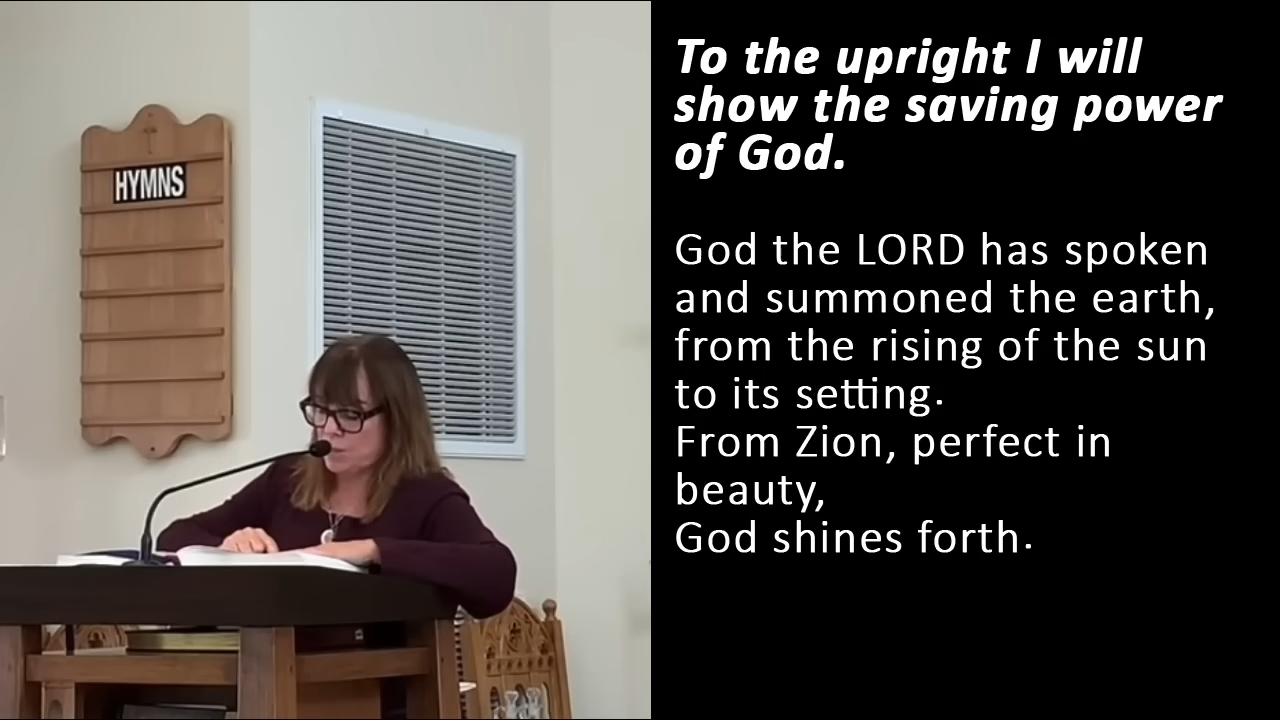 HYMNS
To the upright I will
show the saving power
of God.
God the LORD has spoken
and summoned the earth,
from the rising of the sun
to its setting.
From Zion, perfect in
beauty,
God shines forth.